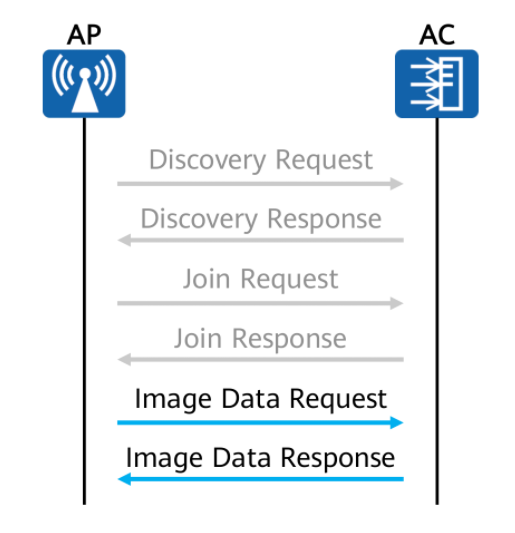 AP
AC
Discovery Request
Discovery Response
Join Request
Join Response
Image Data Request
Image Data Response